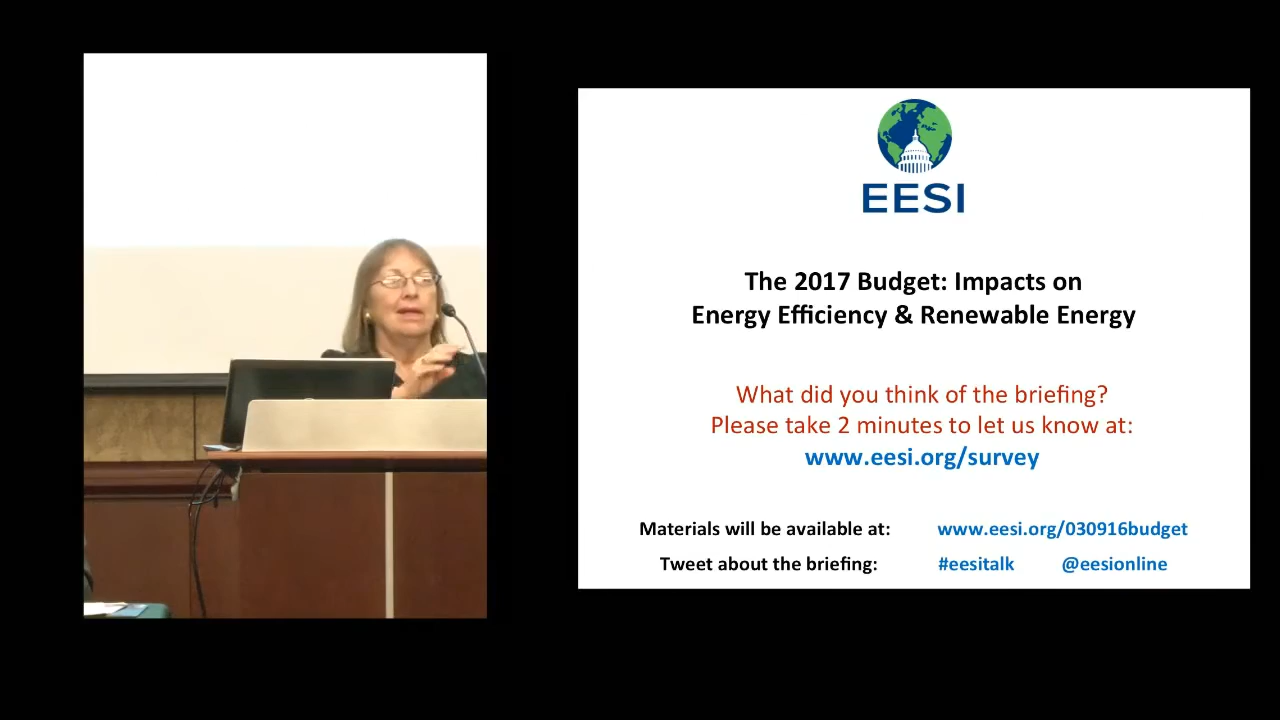 EESI
The 2017 Budget: Impacts on
Energy Efficiency & Renewable Energy
What did you think of the briefing?
Please take 2 minutes to let us know at:
www.eesi.org/survey
Materials will be available at: www.eesi.org/030916budget
Tweet about the briefing: #eesitalk @eesionline